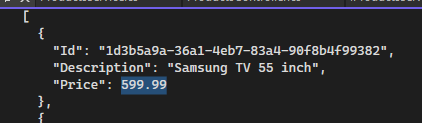 [
{
"Id": "1d3b5a9a-36a1-4eb7-83a4-90f8b4f99382",
"Description": "Samsung TV 55 inch",
"Price": 599.99
},
{